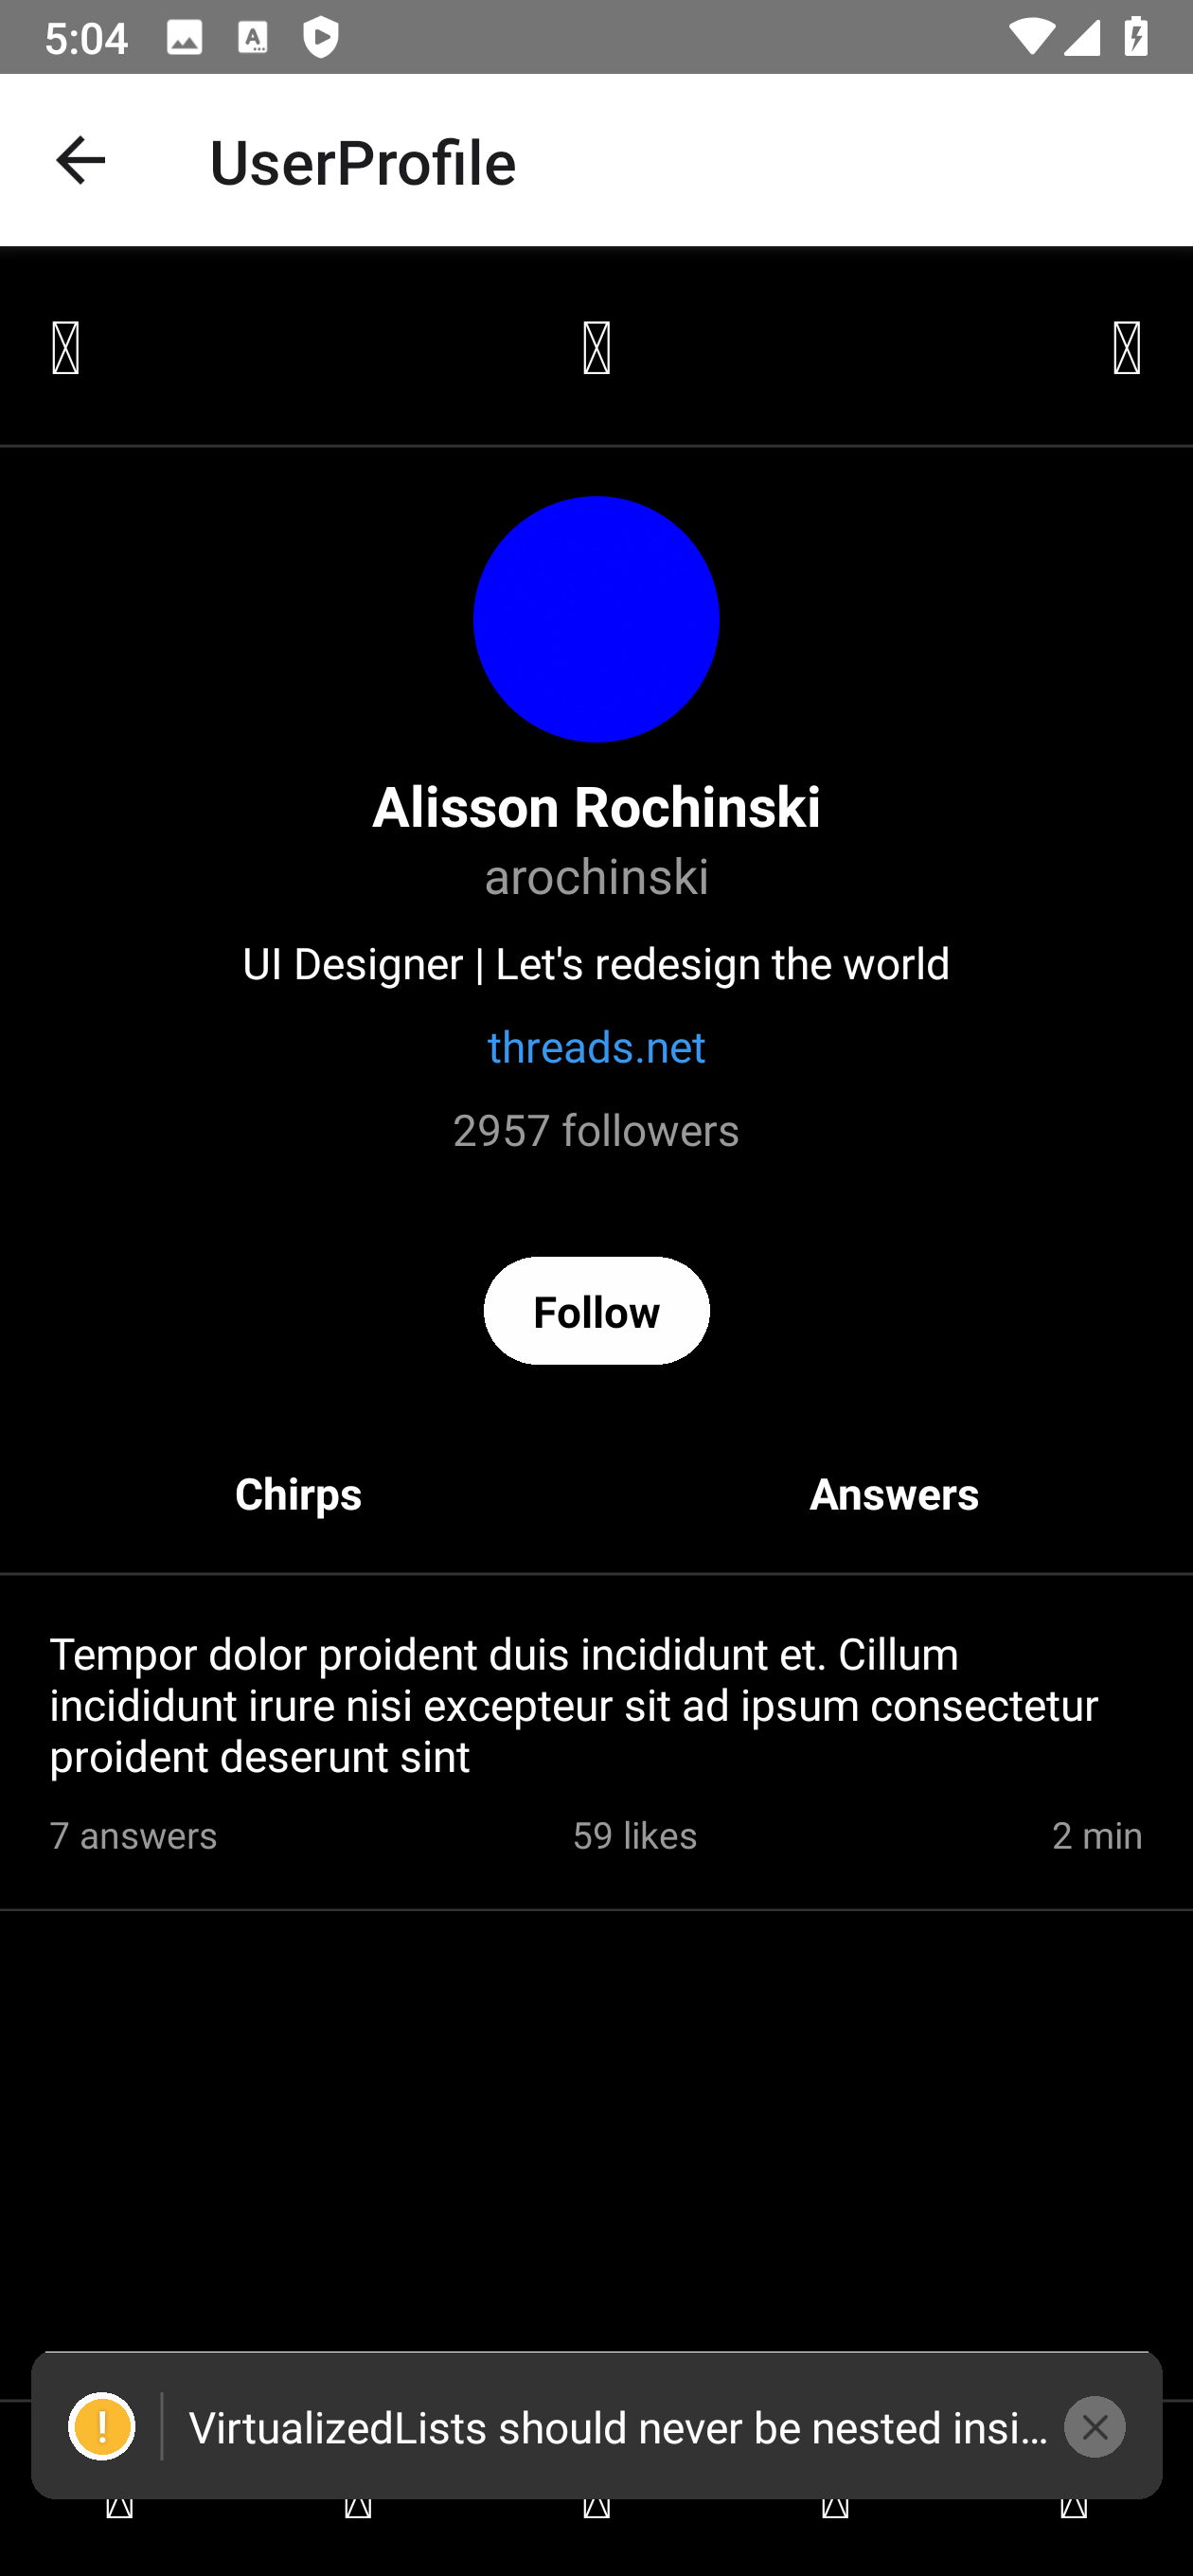 5:04
UserProfile
Alisson Rochinski
arochinski
UI Designer | Let's redesign the world
threads.net
2957 followers
Follow
Chirps Answers
Tempor dolor proident duis incididunt et. Cillum
incididunt irure nisi excepteur sit ad ipsum consectetur
proident deserunt sint
7 answers 59 likes 2 min
! VirtualizedLists should never be nested insi...